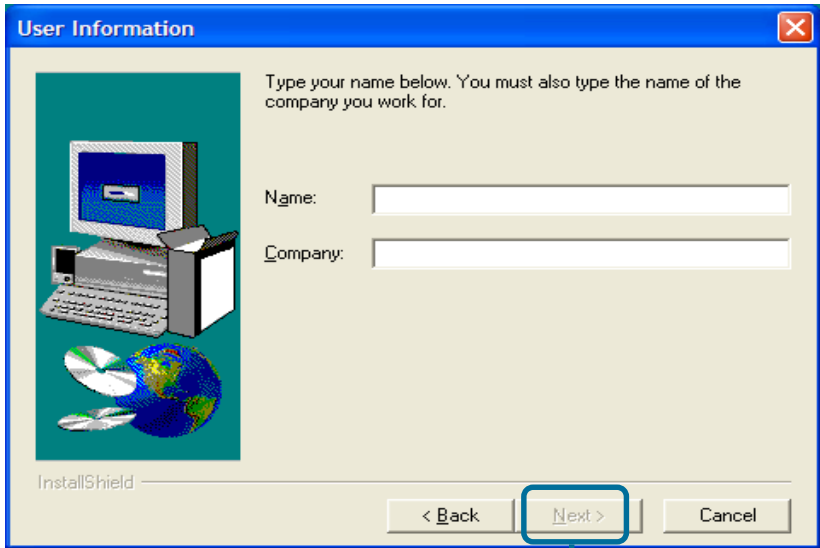 User Information
Type your name below. You must also type the name of the
company you work for.
Name:
Company:
InstallShield
< Back
Next >
Cancel